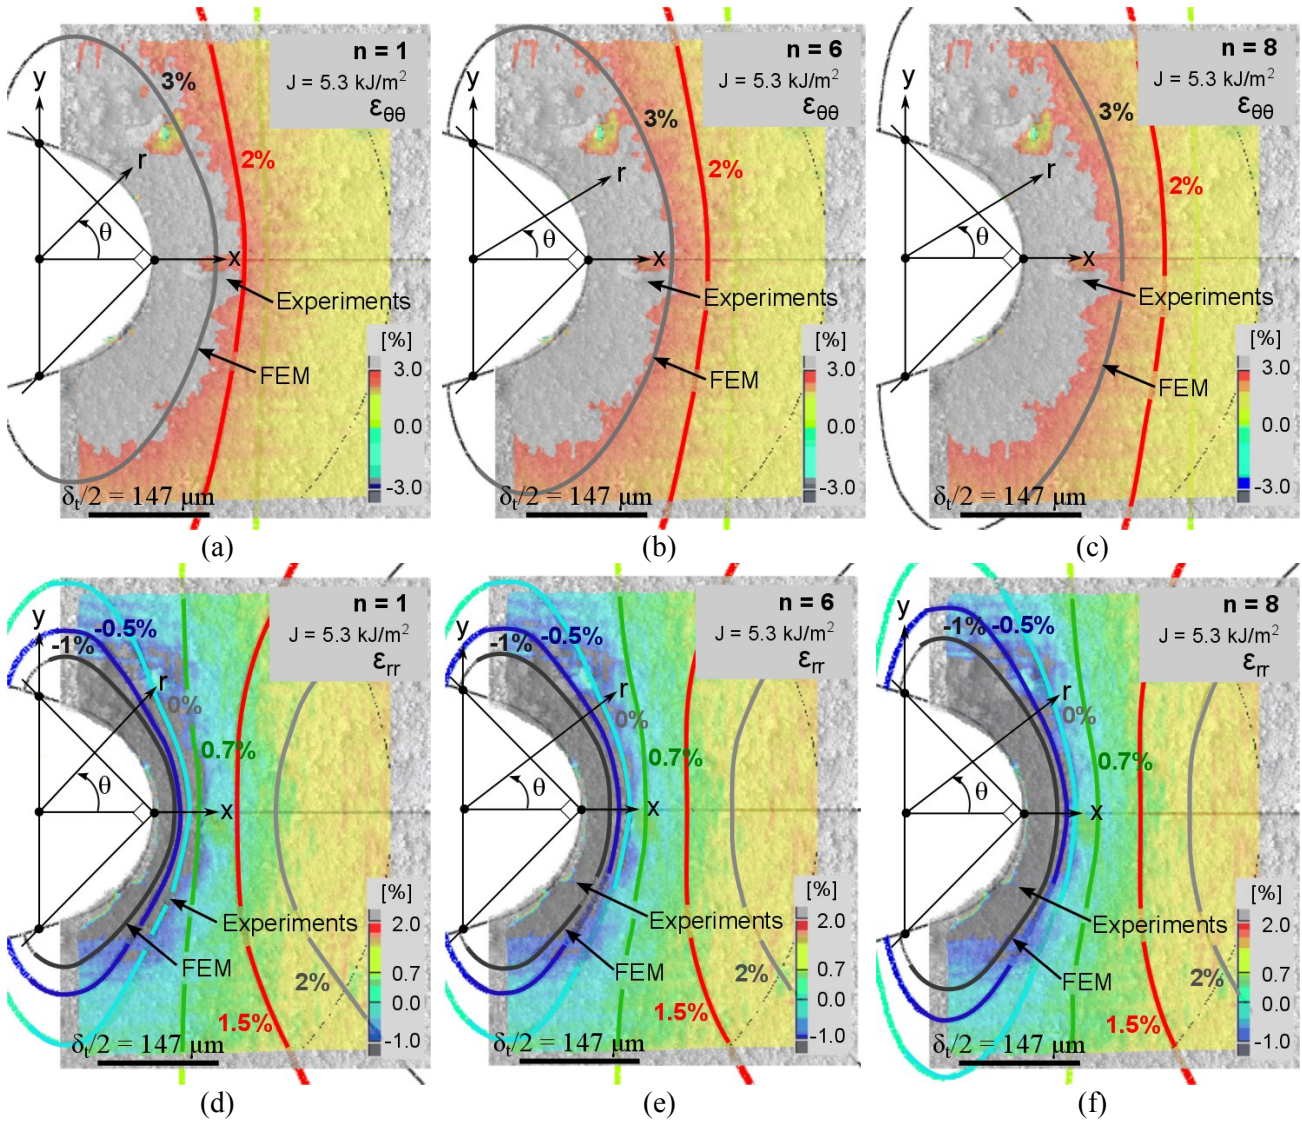 n = 1
J = 5.3 kJ/m²
εθθ
y
3%
r
2%
θ
x
Experiments
FEM
[%]
3.0
0.0
-3.0
δt/2 = 147 μm
(a)
n = 6
J = 5.3 kJ/m²
εθθ
y
3%
r
2%
θ
x
Experiments
FEM
[%]
3.0
0.0
-3.0
δt/2 = 147 μm
(b)
n = 8
J = 5.3 kJ/m²
εθθ
y
3%
r
2%
θ
x
Experiments
FEM
[%]
3.0
0.0
-3.0
δt/2 = 147 μm
(c)
n = 1
J = 5.3 kJ/m²
εrr
y
-1%
-0.5%
r
0%
0.7%
θ
x
Experiments
FEM
2%
1.5%
[%]
2.0
0.7
0.0
-1.0
δt/2 = 147 μm
(d)
n = 6
J = 5.3 kJ/m²
εrr
y
-1%
-0.5%
r
0%
0.7%
θ
x
Experiments
FEM
2%
1.5%
[%]
2.0
0.7
0.0
-1.0
δt/2 = 147 μm
(e)
n = 8
J = 5.3 kJ/m²
εrr
y
-1%
-0.5%
r
0%
0.7%
θ
x
Experiments
FEM
2%
1.5%
[%]
2.0
0.7
0.0
-1.0
δt/2 = 147 μm
(f)